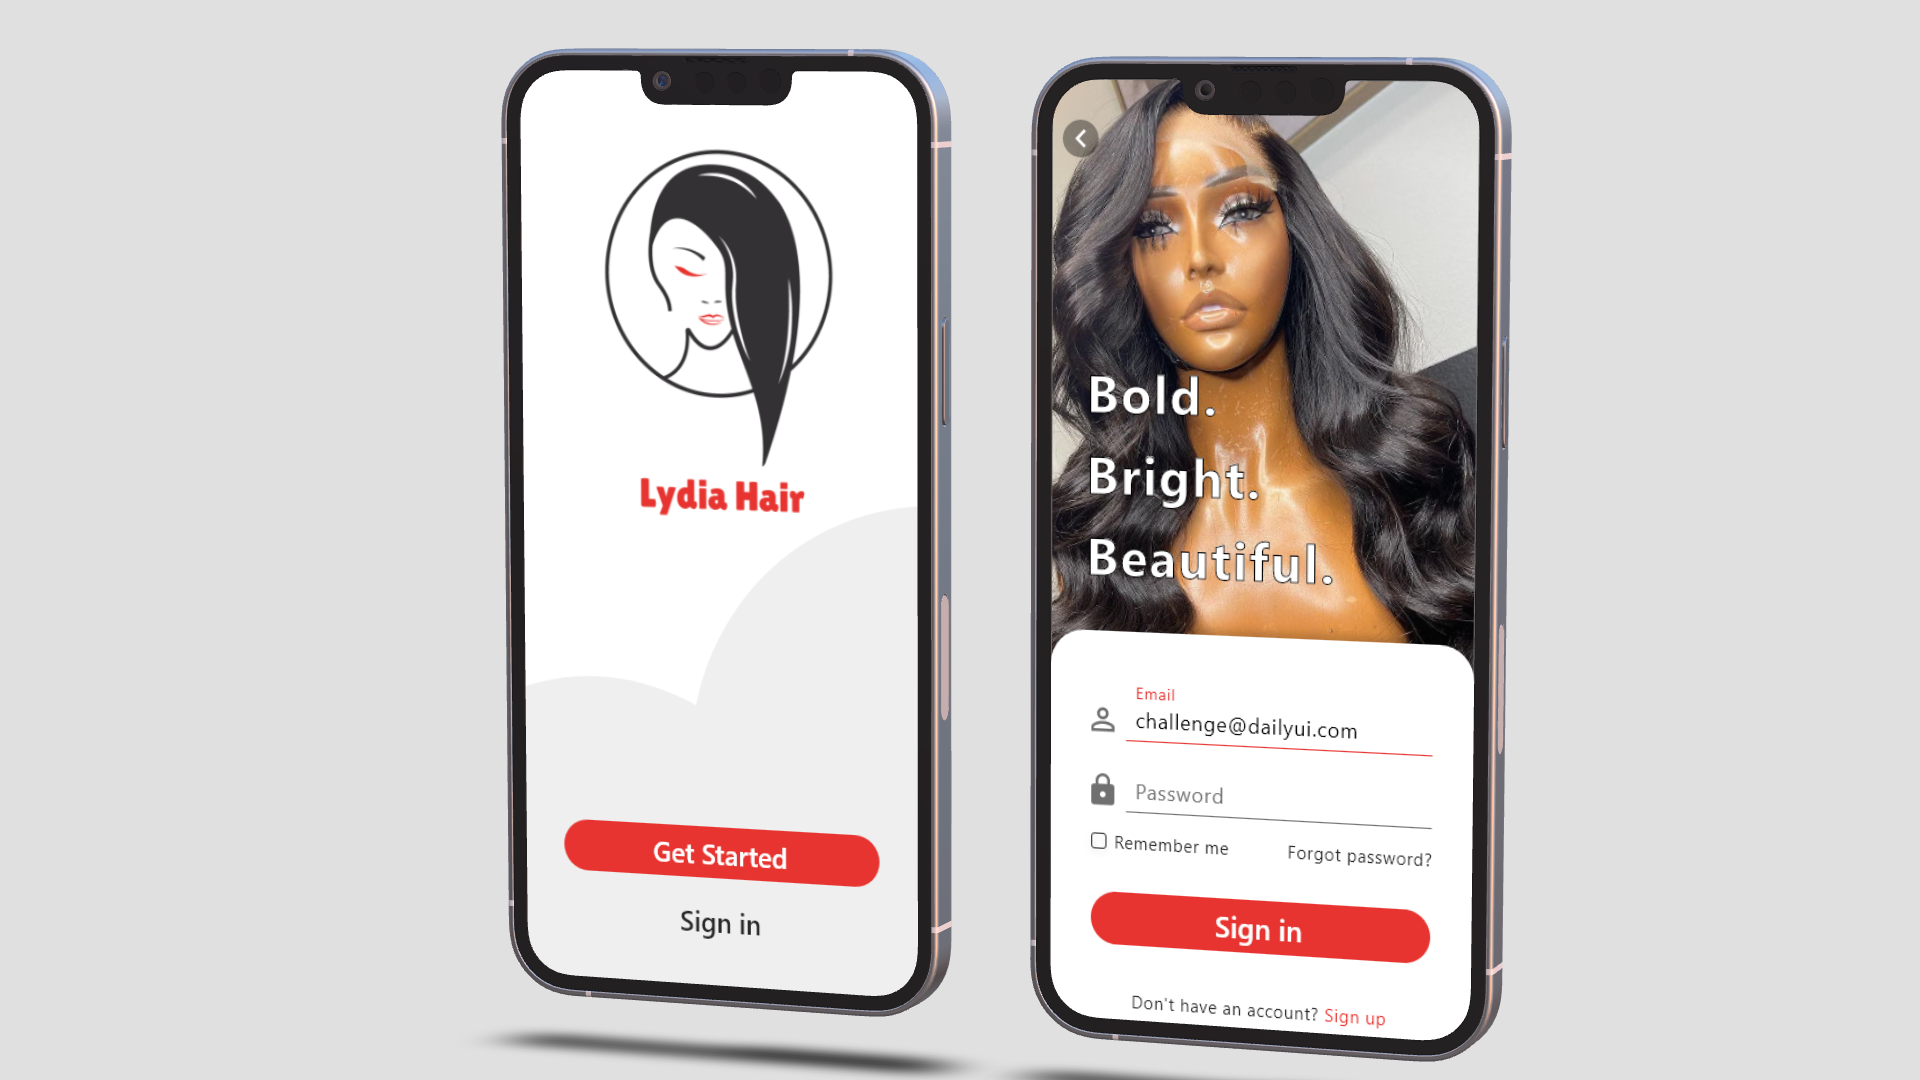 Lydia Hair
Get Started
Sign in
Bold.
Bright.
Beautiful.
Email
challenge@dailyui.com
Password
Remember me
Forgot password?
Sign in
Don't have an account? Sign up